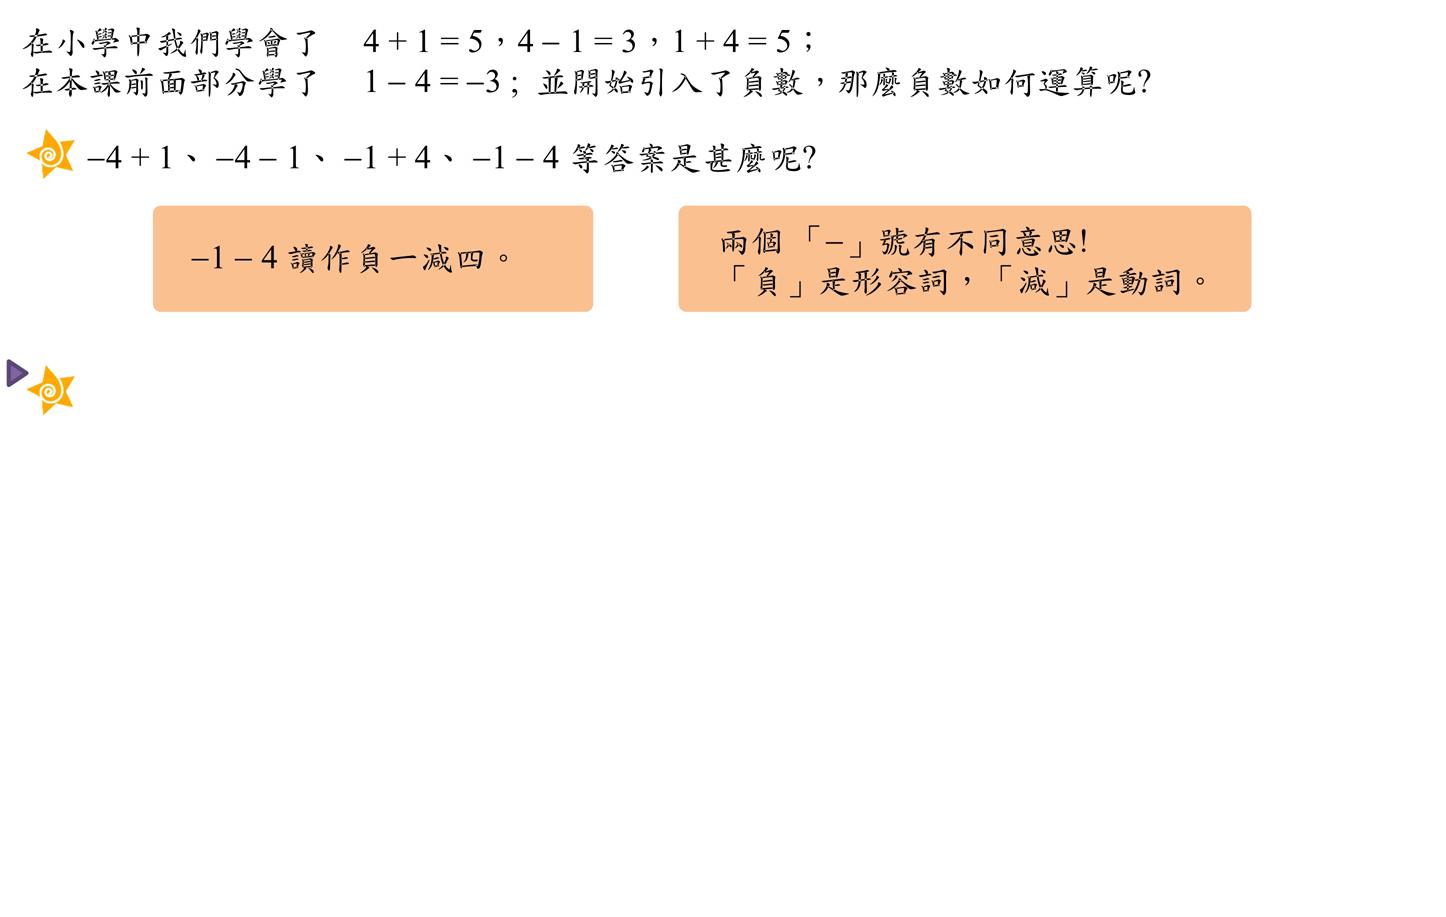 在小學中我們學會了 4 + 1 = 5，4 – 1 = 3，1 + 4 = 5；
在本課前面部分學了 1 – 4 = –3 ; 並開始引入了負數，那麼負數如何運算呢?
–4 + 1、 –4 – 1、 –1 + 4、 –1 – 4 等答案是甚麼呢?
–1 – 4 讀作負一減四。
兩個「–」號有不同意思!
「負」是形容詞，「減」是動詞。